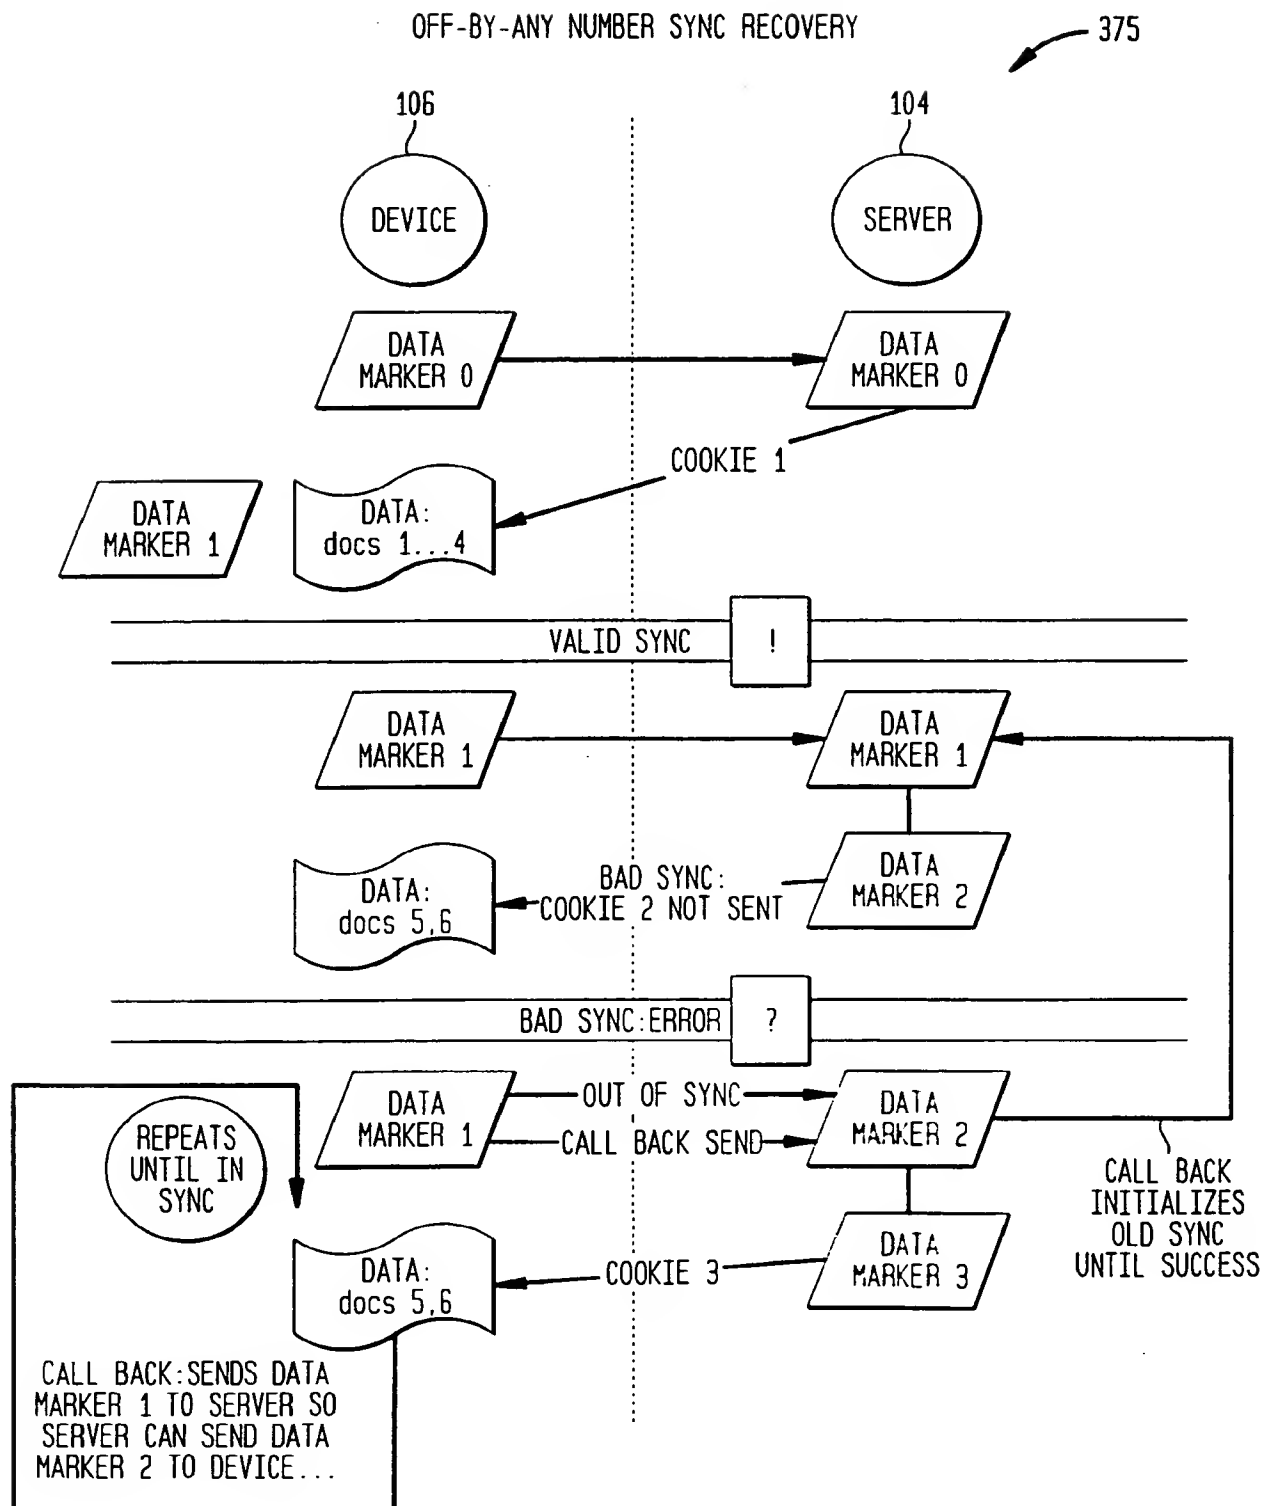 OFF-BY-ANY NUMBER SYNC RECOVERY
375
106
104
DEVICE
SERVER
DATA
MARKER 0
DATA
MARKER 0
COOKIE 1
DATA
MARKER 1
DATA:
docs 1...4
VALID SYNC
!
DATA
MARKER 1
DATA
MARKER 1
DATA:
docs 5,6
BAD SYNC:
COOKIE 2 NOT SENT
DATA
MARKER 2
BAD SYNC:ERROR
?
REPEATS
UNTIL IN
SYNC
DATA
MARKER 1
OUT OF SYNC
CALL BACK SEND
DATA
MARKER 2
CALL BACK
INITIALIZES
OLD SYNC
UNTIL SUCCESS
DATA:
docs 5,6
COOKIE 3
DATA
MARKER 3
CALL BACK:SENDS DATA
MARKER 1 TO SERVER SO
SERVER CAN SEND DATA
MARKER 2 TO DEVICE...